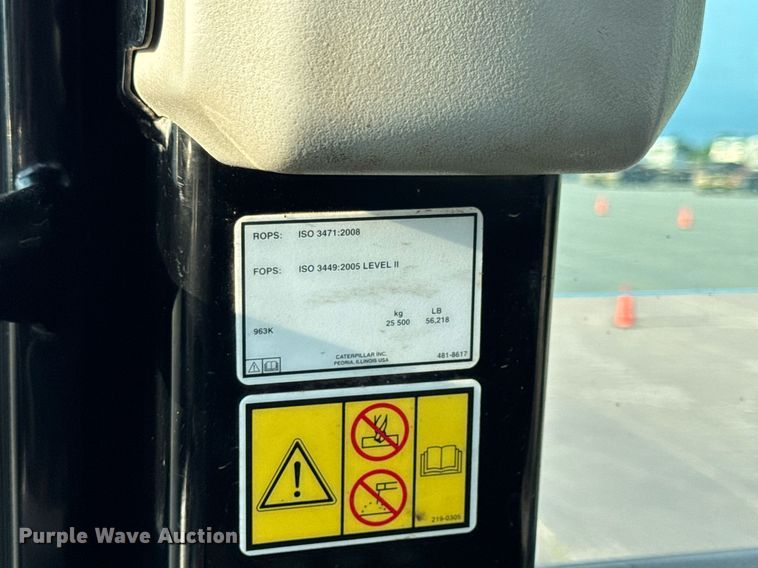 ROPS: ISO 3471:2008
FOPS: ISO 3449:2005 LEVEL II
kg LB
963K 25 500 56,218
CATERPILLAR INC.
PEORIA, ILLINOIS USA
481-8617
219-0305
Purple Wave Auction